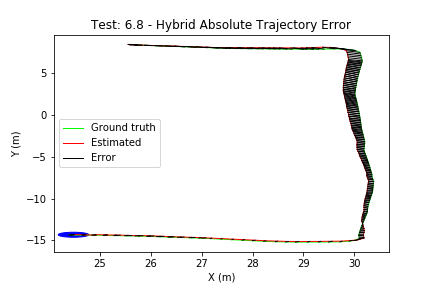 Test: 6.8 - Hybrid Absolute Trajectory Error
5
0
−5
−10
−15
Y (m)
Ground truth
Estimated
Error
25 26 27 28 29 30
X (m)